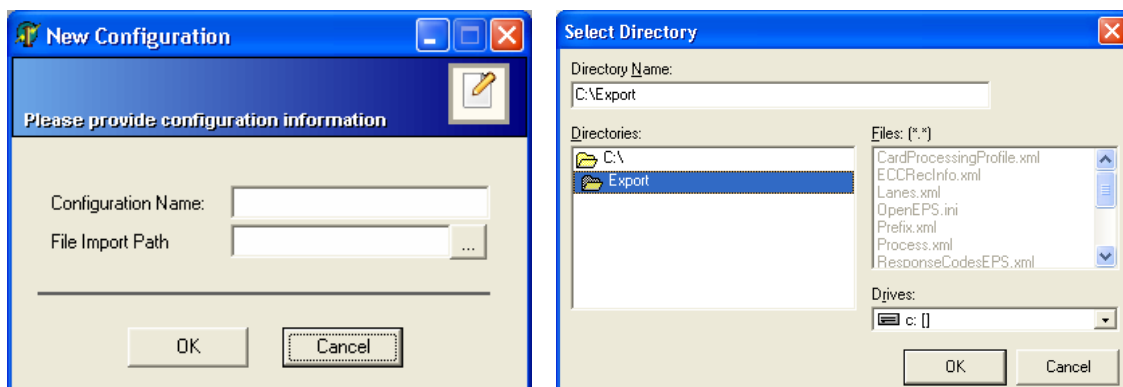 New Configuration
Please provide configuration information
Configuration Name:
File Import Path
...
OK
Cancel
Select Directory
Directory Name:
C:\Export
Directories:
C:\
Export
Files: (*.*)
CardProcessingProfile.xml
ECCRecInfo.xml
Lanes.xml
OpenEPS.ini
Prefix.xml
Process.xml
ResponseCodesEPS.xml
Drives:
c: []
OK
Cancel